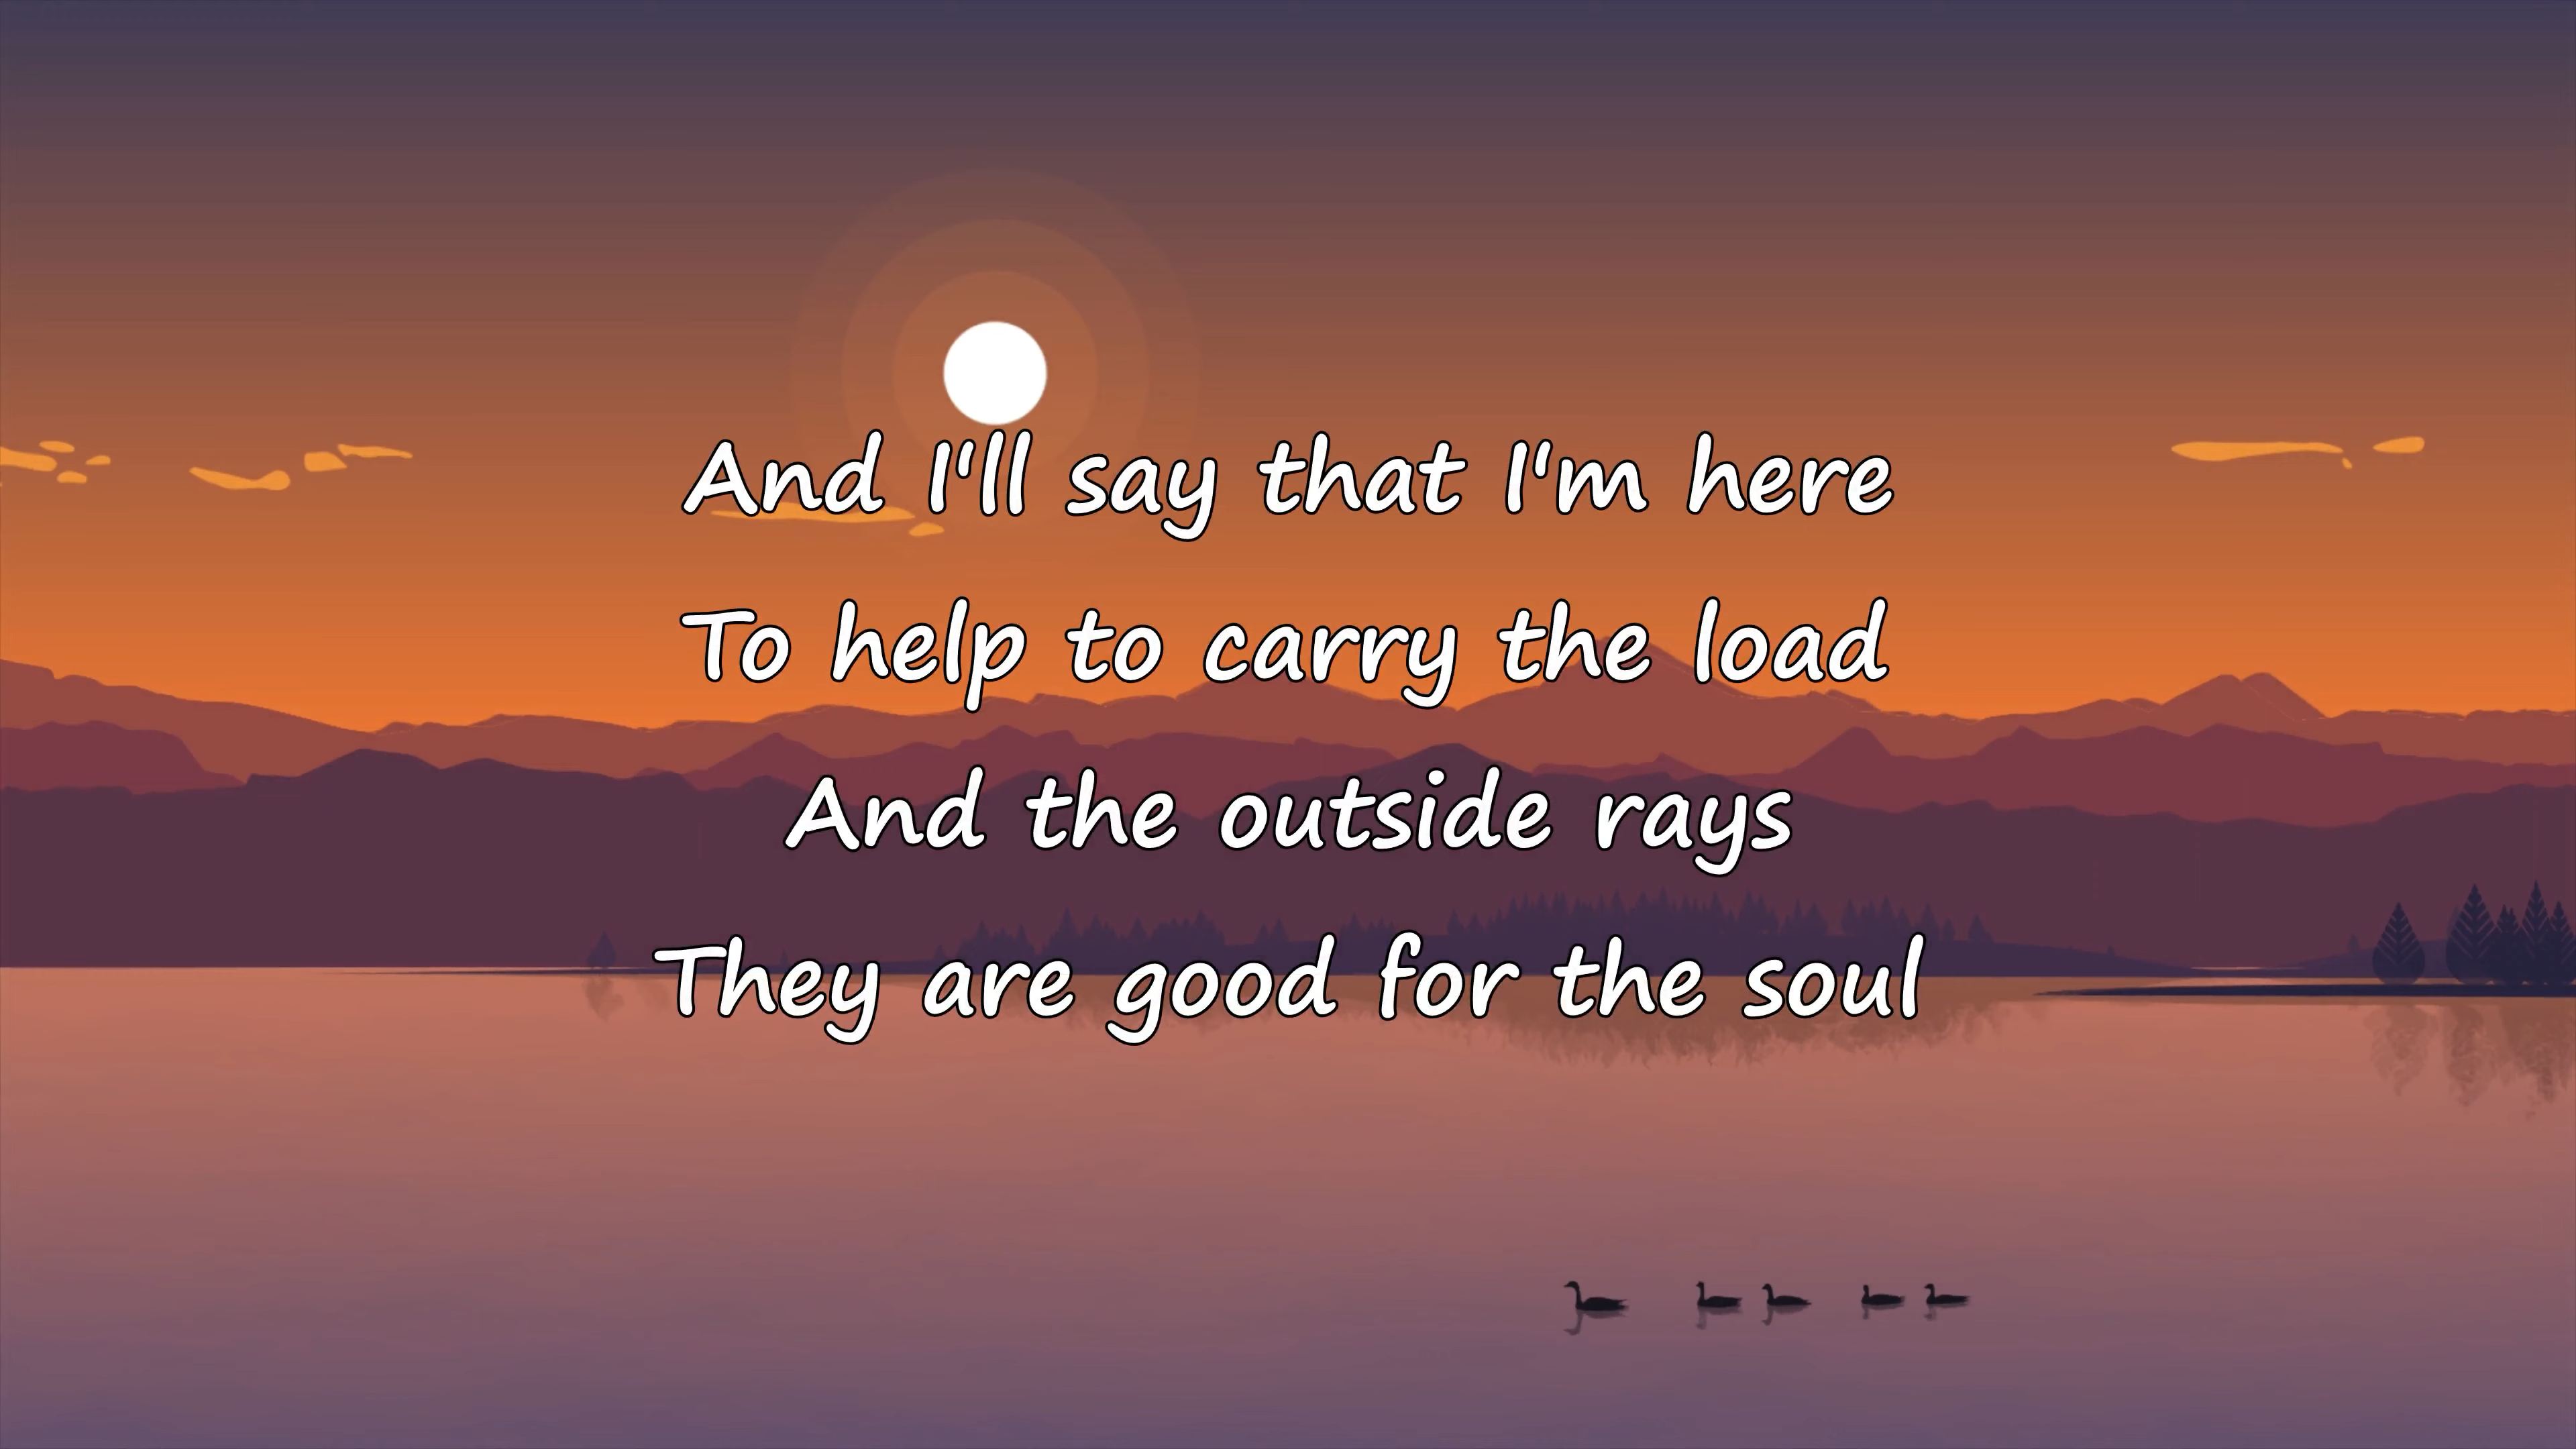 And I'll say that I'm here
To help to carry the load
And the outside rays
They are good for the soul